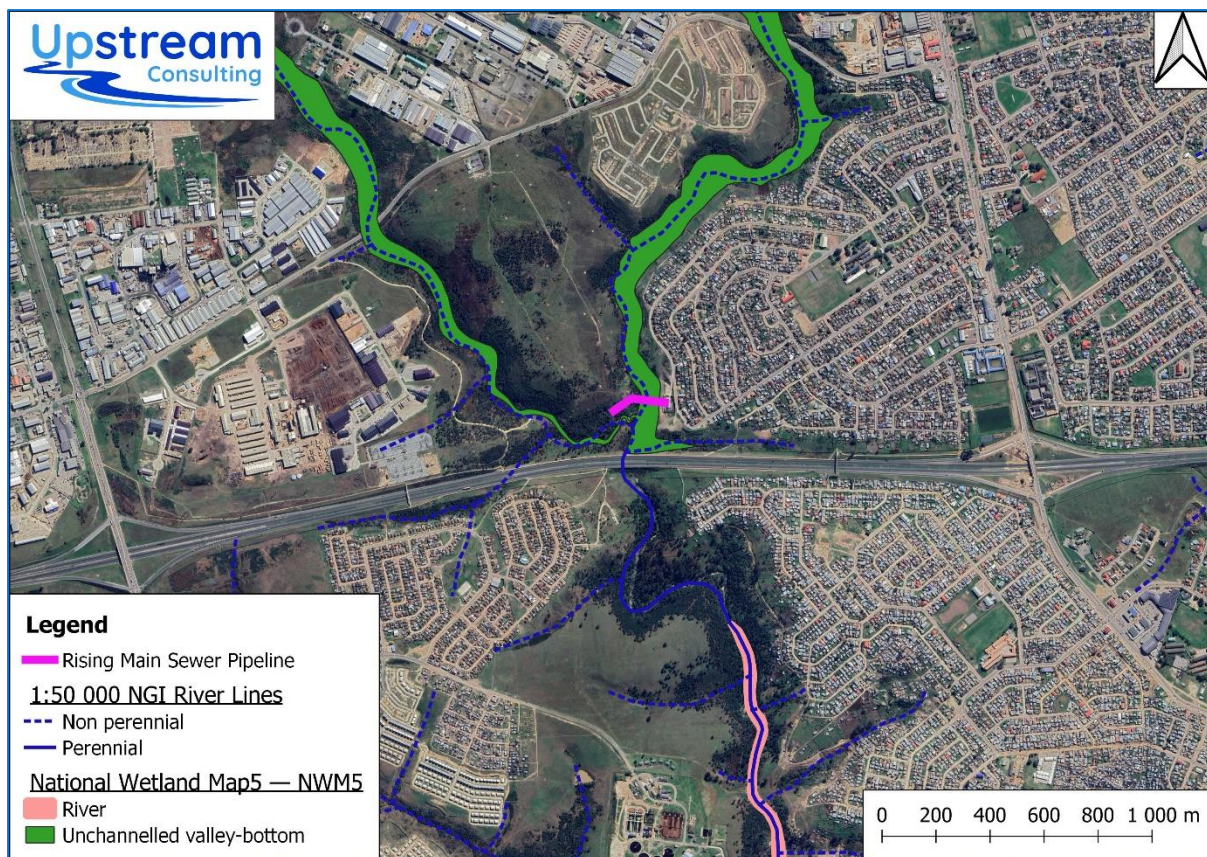 Upstream
Consulting
Legend
Rising Main Sewer Pipeline
1:50 000 NGI River Lines
Non perennial
Perennial
National Wetland Map5 — NWM5
River
Unchannelled valley-bottom
0 200 400 600 800 1 000 m